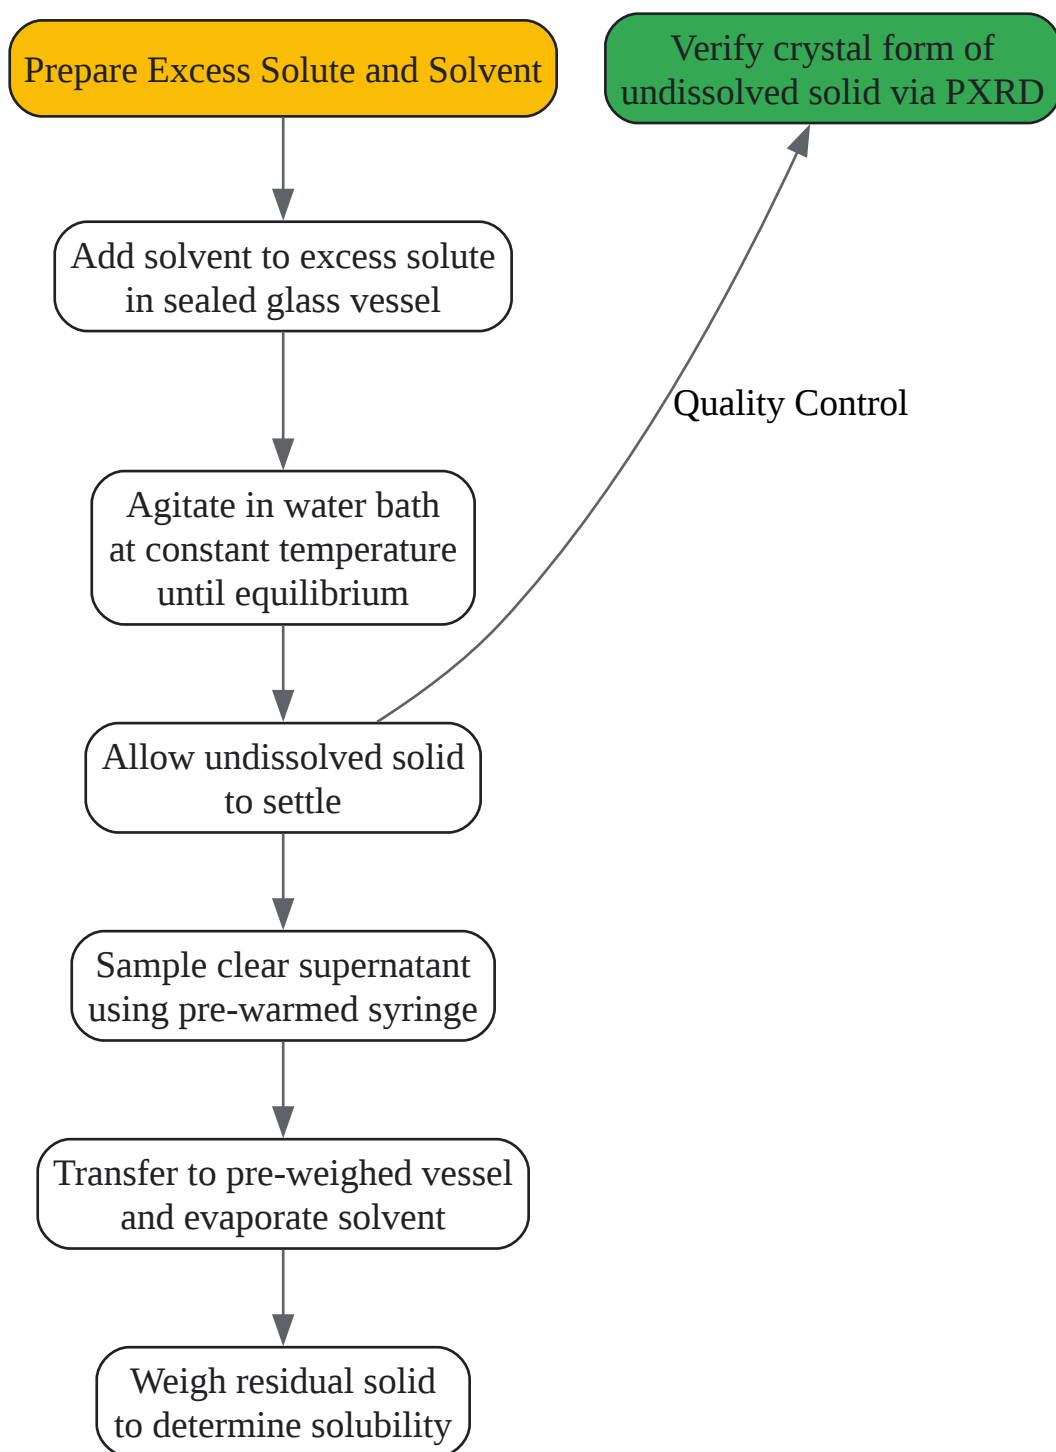 Prepare Excess Solute and Solvent
Verify crystal form of
undissolved solid via PXRD
Add solvent to excess solute
in sealed glass vessel
Quality Control
Agitate in water bath
at constant temperature
until equilibrium
Allow undissolved solid
to settle
Sample clear supernatant
using pre-warmed syringe
Transfer to pre-weighed vessel
and evaporate solvent
Weigh residual solid
to determine solubility